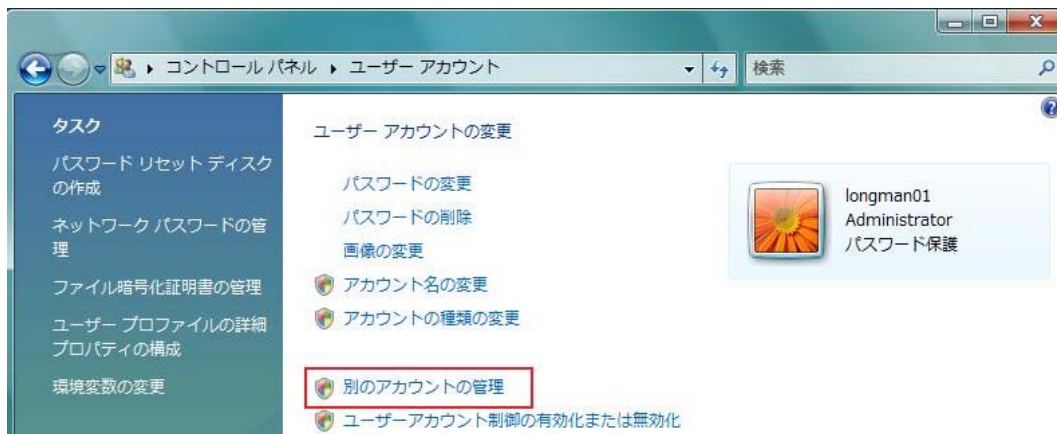 コントロール パネル ▸ ユーザー アカウント
検索
タスク
パスワード リセット ディスク
の作成
ネットワーク パスワードの管
理
ファイル暗号化証明書の管理
ユーザー プロファイルの詳細
プロパティの構成
環境変数の変更
ユーザー アカウントの変更
パスワードの変更
パスワードの削除
画像の変更
アカウント名の変更
アカウントの種類の変更
別のアカウントの管理
ユーザーアカウント制御の有効化または無効化
longman01
Administrator
パスワード保護